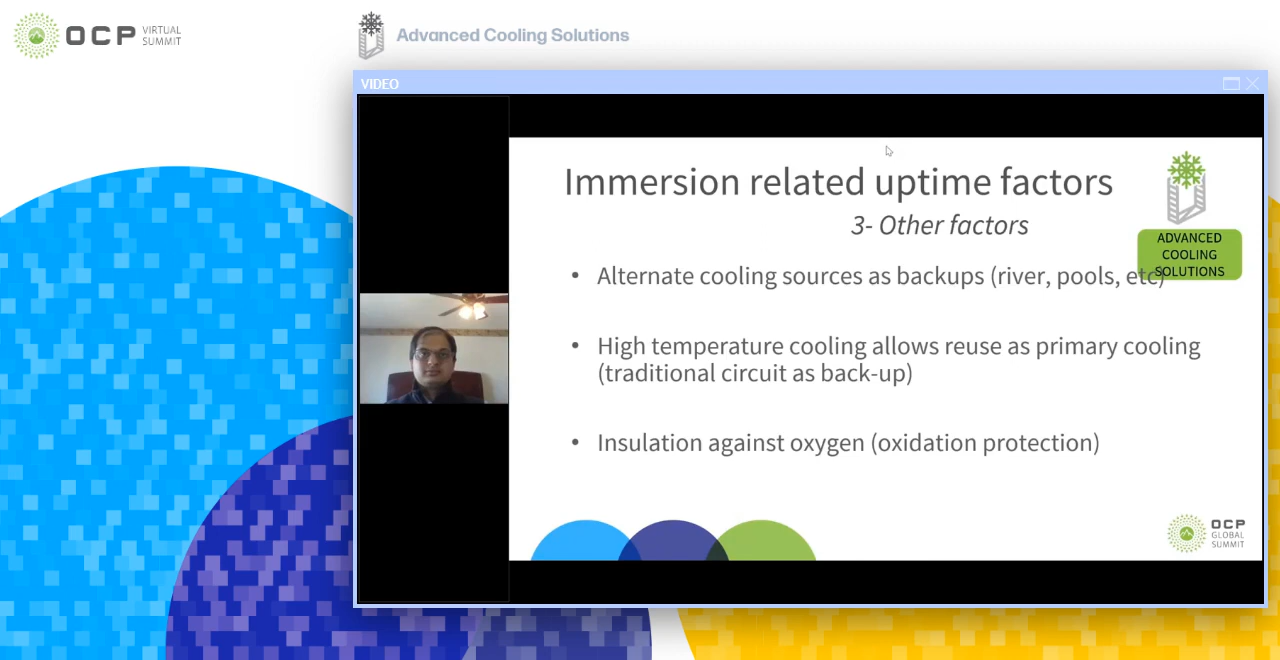 OCP VIRTUAL
SUMMIT
Advanced Cooling Solutions
VIDEO
Immersion related uptime factors
3- Other factors
ADVANCED
COOLING
SOLUTIONS
• Alternate cooling sources as backups (river, pools, etc)
• High temperature cooling allows reuse as primary cooling
(traditional circuit as back-up)
• Insulation against oxygen (oxidation protection)
OCP
GLOBAL
SUMMIT